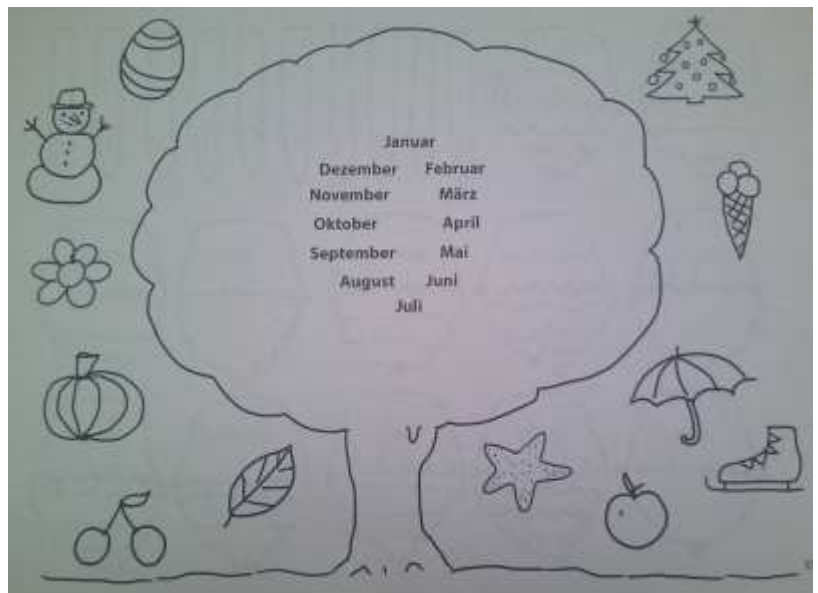 Januar
Dezember Februar
November März
Oktober April
September Mai
August Juni
Juli